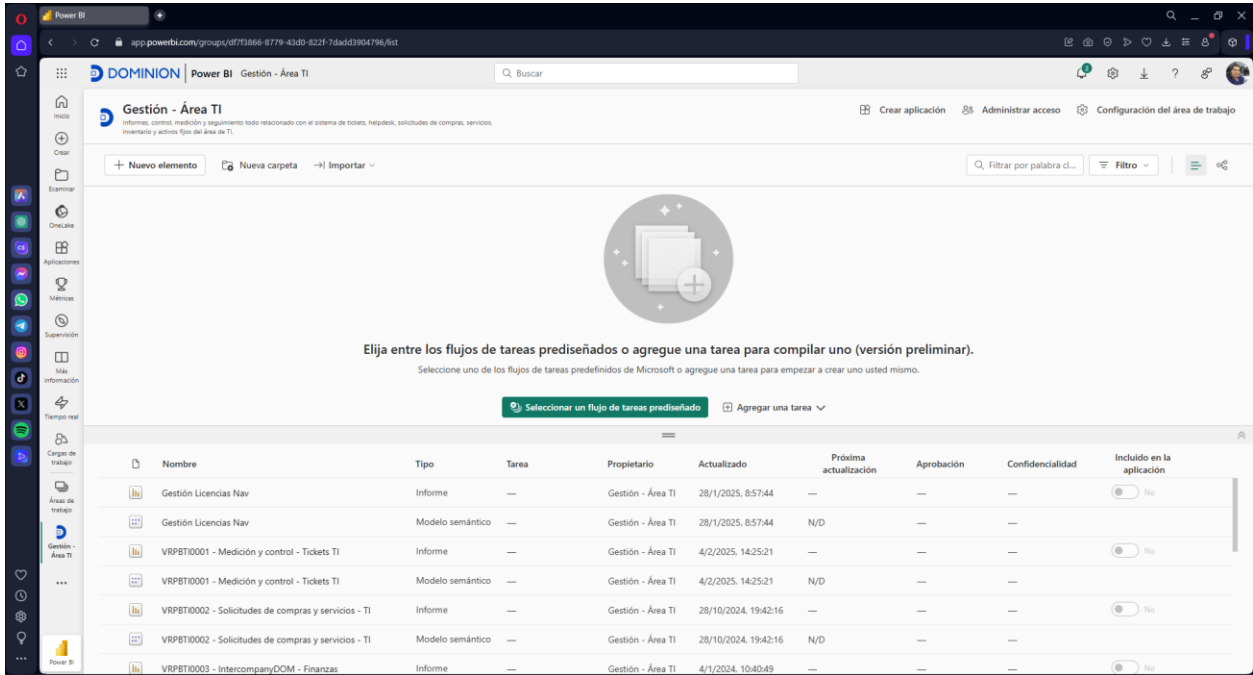 Power BI
app.powerbi.com/groups/df7f3866-8779-43d0-822f-7dadd3904796/list
DOMINION Power BI Gestión - Área TI
Buscar
2
Gestión - Área TI
Informes, control, medición y seguimiento todo relacionado con el sistema de tickets, helpdesk, solicitudes de compras, servicios,
inventario y activos fijos del área de TI.
Crear aplicación
Administrar acceso
Configuración del área de trabajo
Nuevo elemento
Nueva carpeta
Importar
Filtrar por palabra cl...
Filtro
Inicio
Crear
Examinar
OneLake
Aplicaciones
Métricas
Supervisión
Más
información
Tiempo real
Cargas de
trabajo
Áreas de
trabajo
Gestión -
Área TI
Power BI
Elija entre los flujos de tareas prediseñados o agregue una tarea para compilar uno (versión preliminar).
Seleccione uno de los flujos de tareas predefinidos de Microsoft o agregue una tarea para empezar a crear uno usted mismo.
Seleccionar un flujo de tareas prediseñado
Agregar una tarea
Nombre Tipo Tarea Propietario Actualizado Próxima actualización Aprobación Confidencialidad Incluido en la aplicación
Gestión Licencias Nav Informe — Gestión - Área TI 28/1/2025, 8:57:44 — — — No
Gestión Licencias Nav Modelo semántico — Gestión - Área TI 28/1/2025, 8:57:44 N/D — —
VRPBTI0001 - Medición y control - Tickets TI Informe — Gestión - Área TI 4/2/2025, 14:25:21 — — — No
VRPBTI0001 - Medición y control - Tickets TI Modelo semántico — Gestión - Área TI 4/2/2025, 14:25:21 N/D — —
VRPBTI0002 - Solicitudes de compras y servicios - TI Informe — Gestión - Área TI 28/10/2024, 19:42:16 — — — No
VRPBTI0002 - Solicitudes de compras y servicios - TI Modelo semántico — Gestión - Área TI 28/10/2024, 19:42:16 N/D — —
VRPBTI0003 - IntercompanyDOM - Finanzas Informe — Gestión - Área TI 4/1/2024, 10:40:49 — — — No